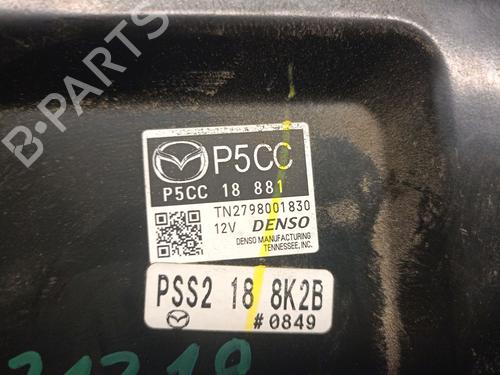 B-PARTS
P5CC
P5CC 18 881
TN2798001830
12V DENSO
DENSO MANUFACTURING
TENNESSEE, INC.
PSS2 18 8K2B
#0849